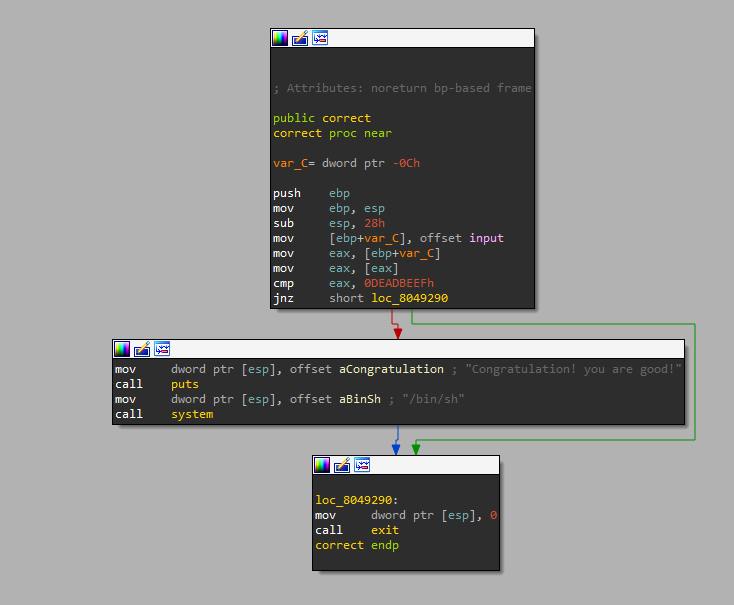 ; Attributes: noreturn bp-based frame
public correct
correct proc near
var_C= dword ptr -0Ch
push ebp
mov ebp, esp
sub esp, 28h
mov [ebp+var_C], offset input
mov eax, [ebp+var_C]
mov eax, [eax]
cmp eax, 0DEADBEEFh
jnz short loc_8049290
mov dword ptr [esp], offset aCongratulation ; "Congratulation! you are good!"
call puts
mov dword ptr [esp], offset aBinSh ; "/bin/sh"
call system
loc_8049290:
mov dword ptr [esp], 0
call exit
correct endp